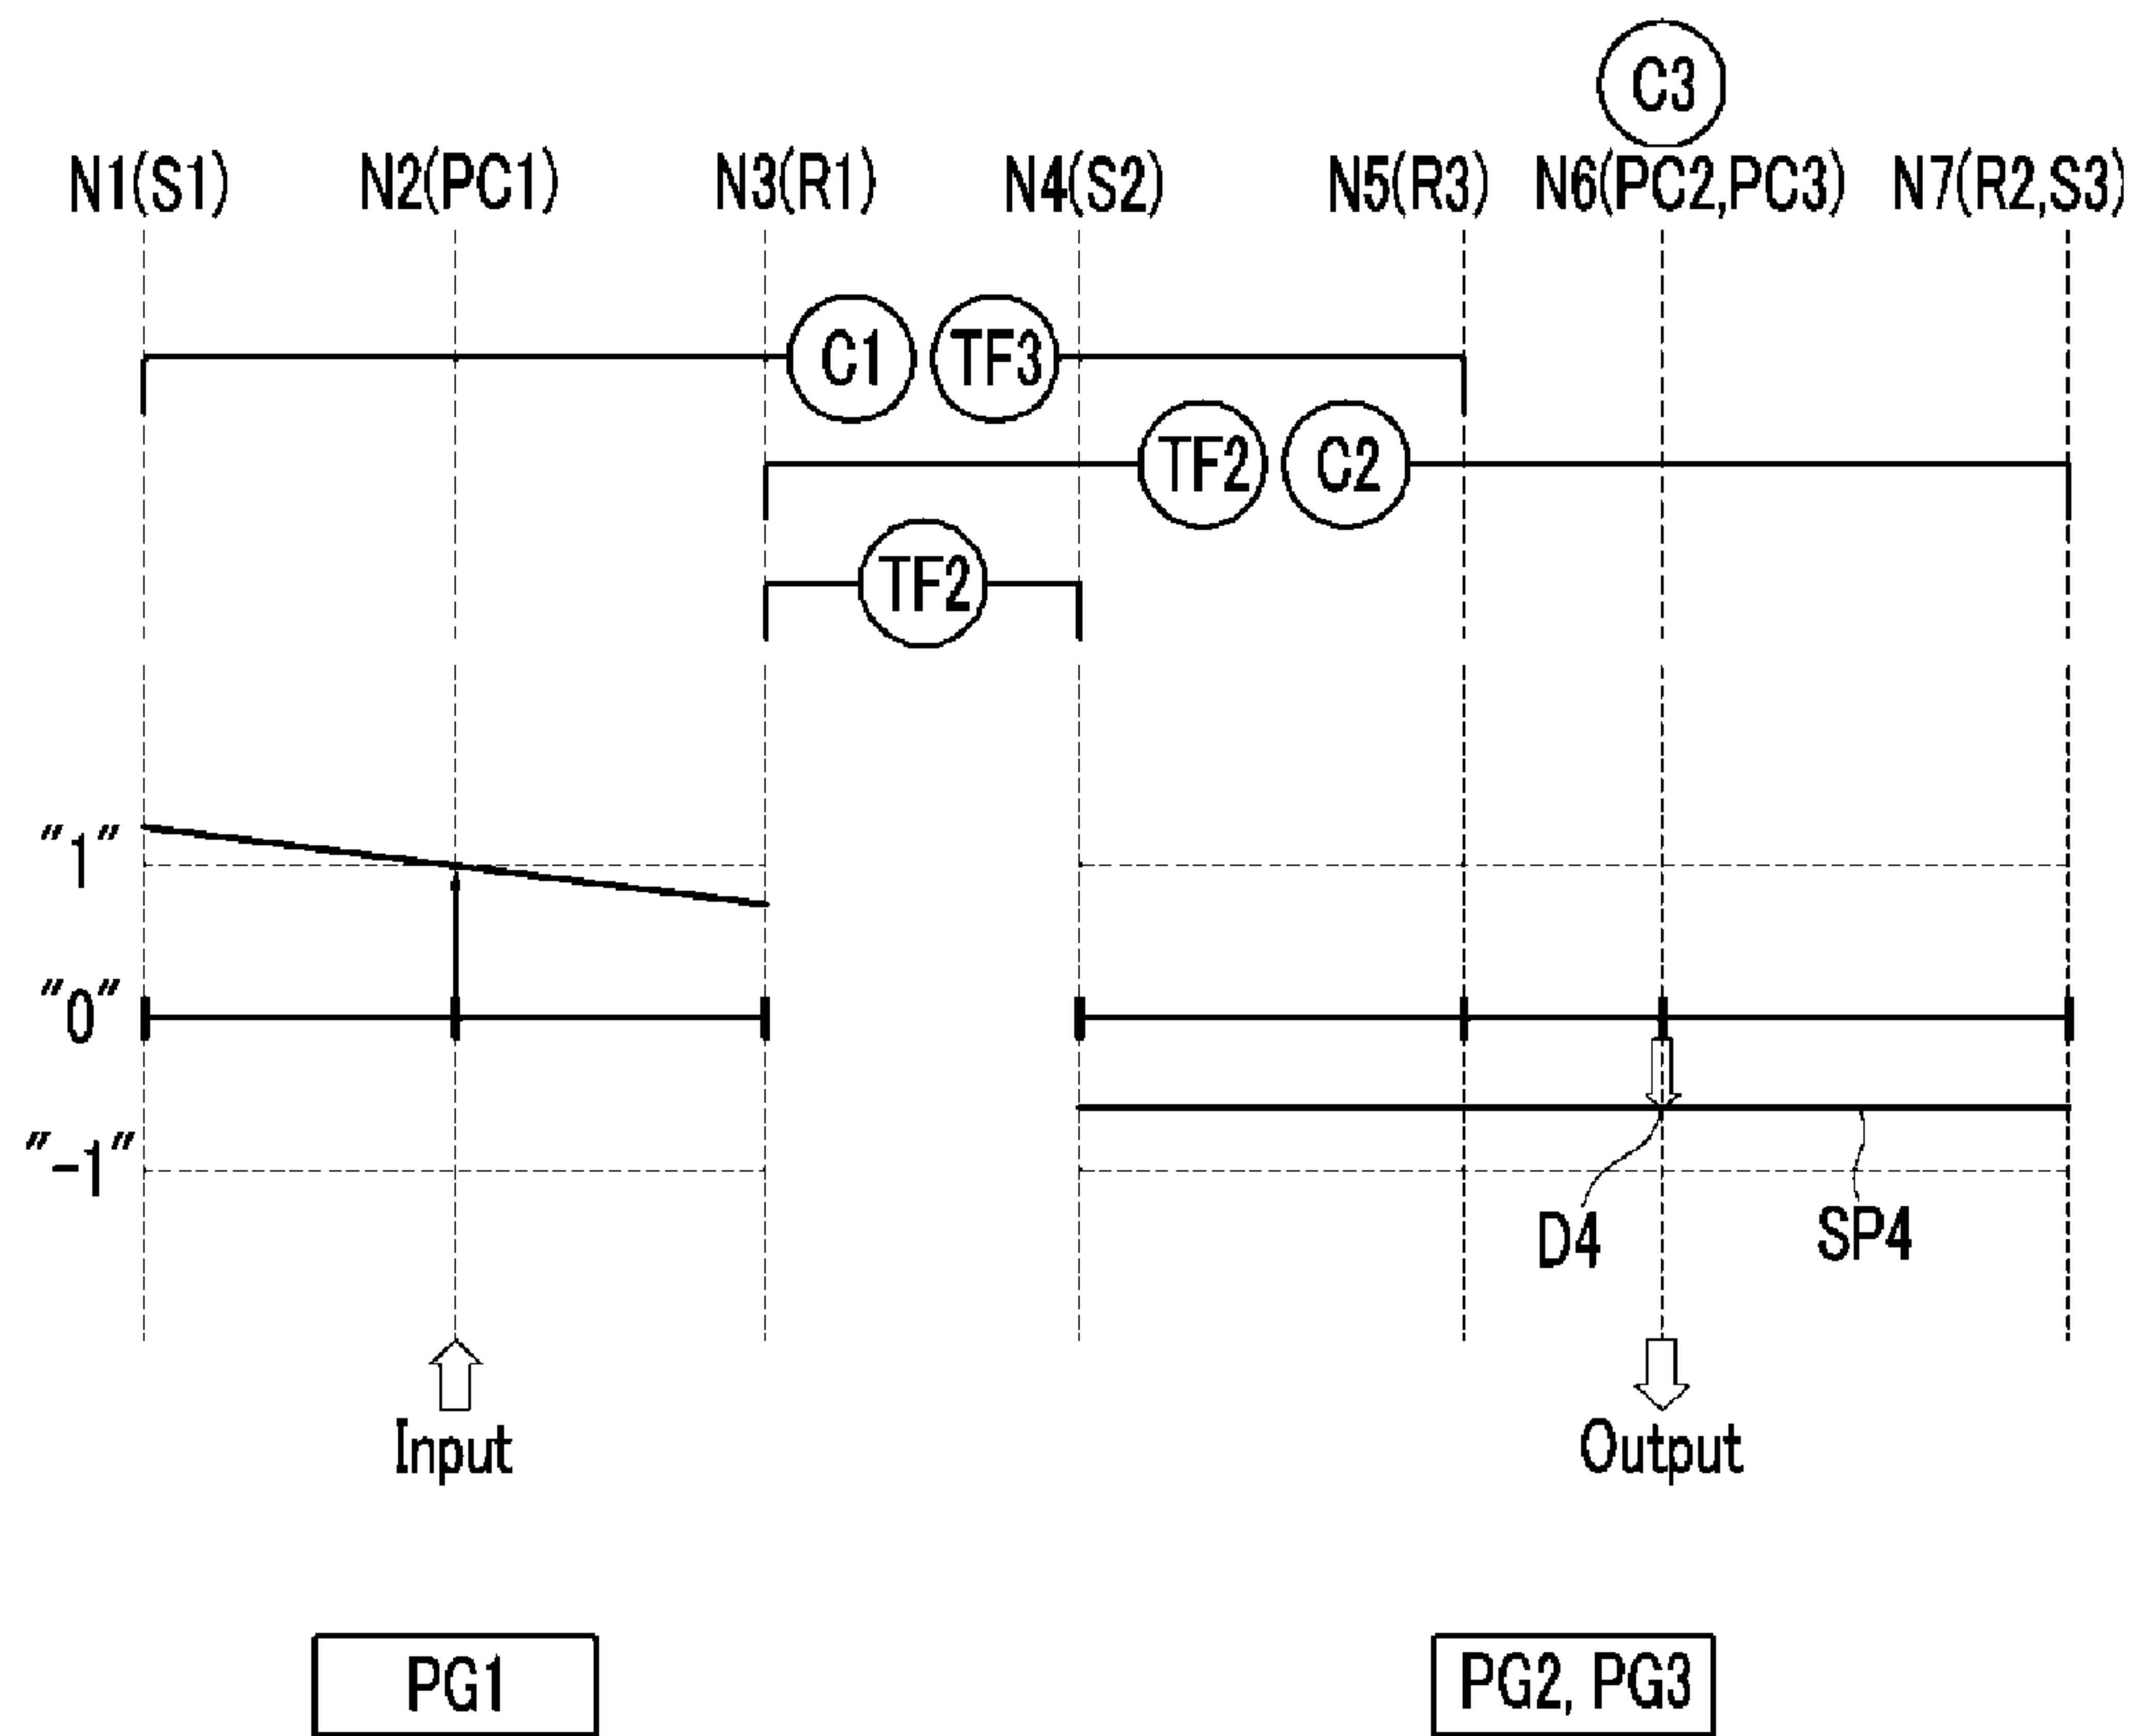 C3
N1(S1) N2(PC1) N3(R1) N4(S2) N5(R3) N6(PC2,PC3) N7(R2,S3)
C1 TF3
TF2 C2
TF2
"1"
"0"
"-1"
D4 SP4
Input Output
PG1 PG2, PG3